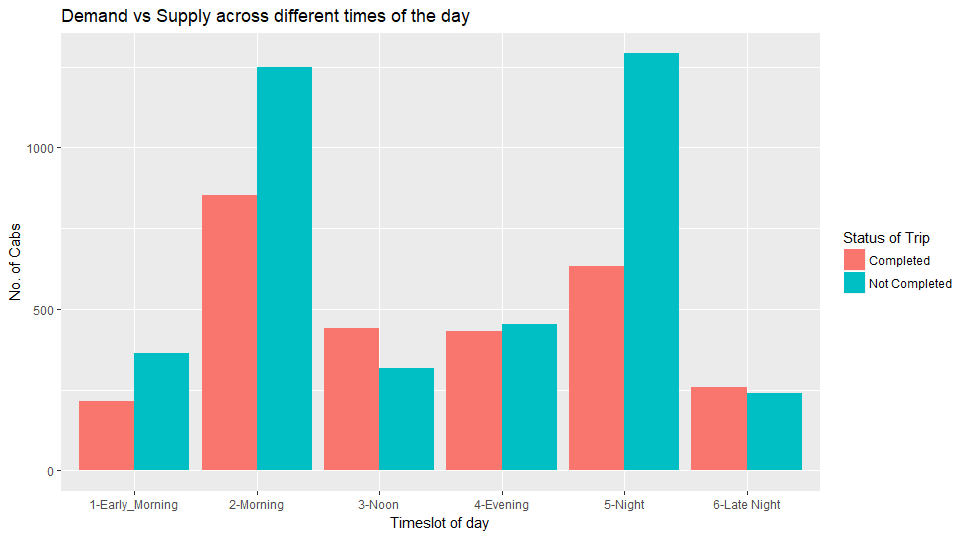 Demand vs Supply across different times of the day
No. of Cabs
1000
500
0
1-Early_Morning
2-Morning
3-Noon
4-Evening
5-Night
6-Late Night
Timeslot of day
Status of Trip
Completed
Not Completed